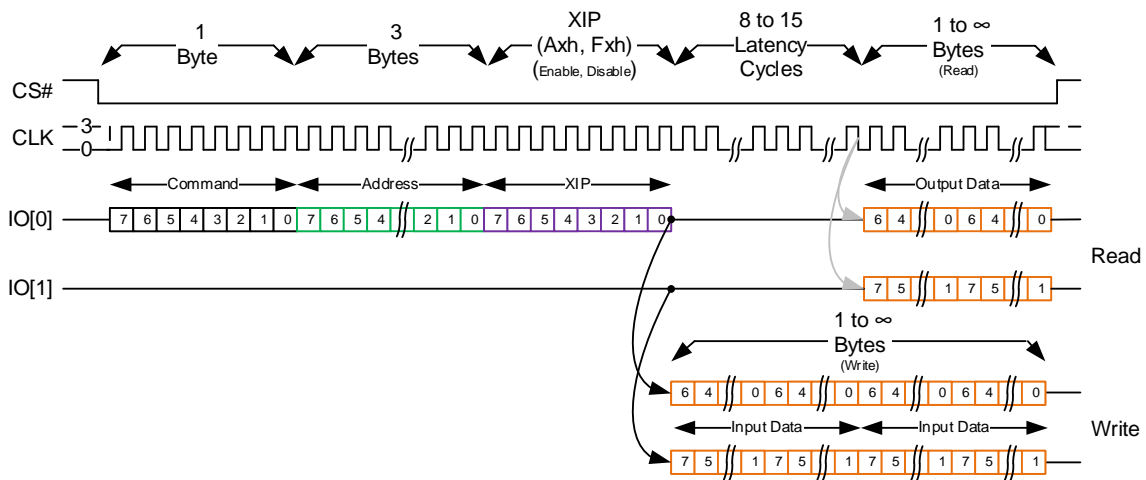 1 Byte
3 Bytes
XIP (Axh, Fxh) (Enable, Disable)
8 to 15 Latency Cycles
1 to ∞ Bytes (Read)
CS#
CLK 3 0
Command Address XIP Output Data
IO[0] 7 6 5 4 3 2 1 0 7 6 5 4 2 1 0 7 6 5 4 3 2 1 0 6 4 0 6 4 0
Read
IO[1] 7 5 1 7 5 1
1 to ∞ Bytes (Write)
6 4 0 6 4 0 6 4 0 6 4 0
Input Data Input Data
Write
7 5 1 7 5 1 7 5 1 7 5 1